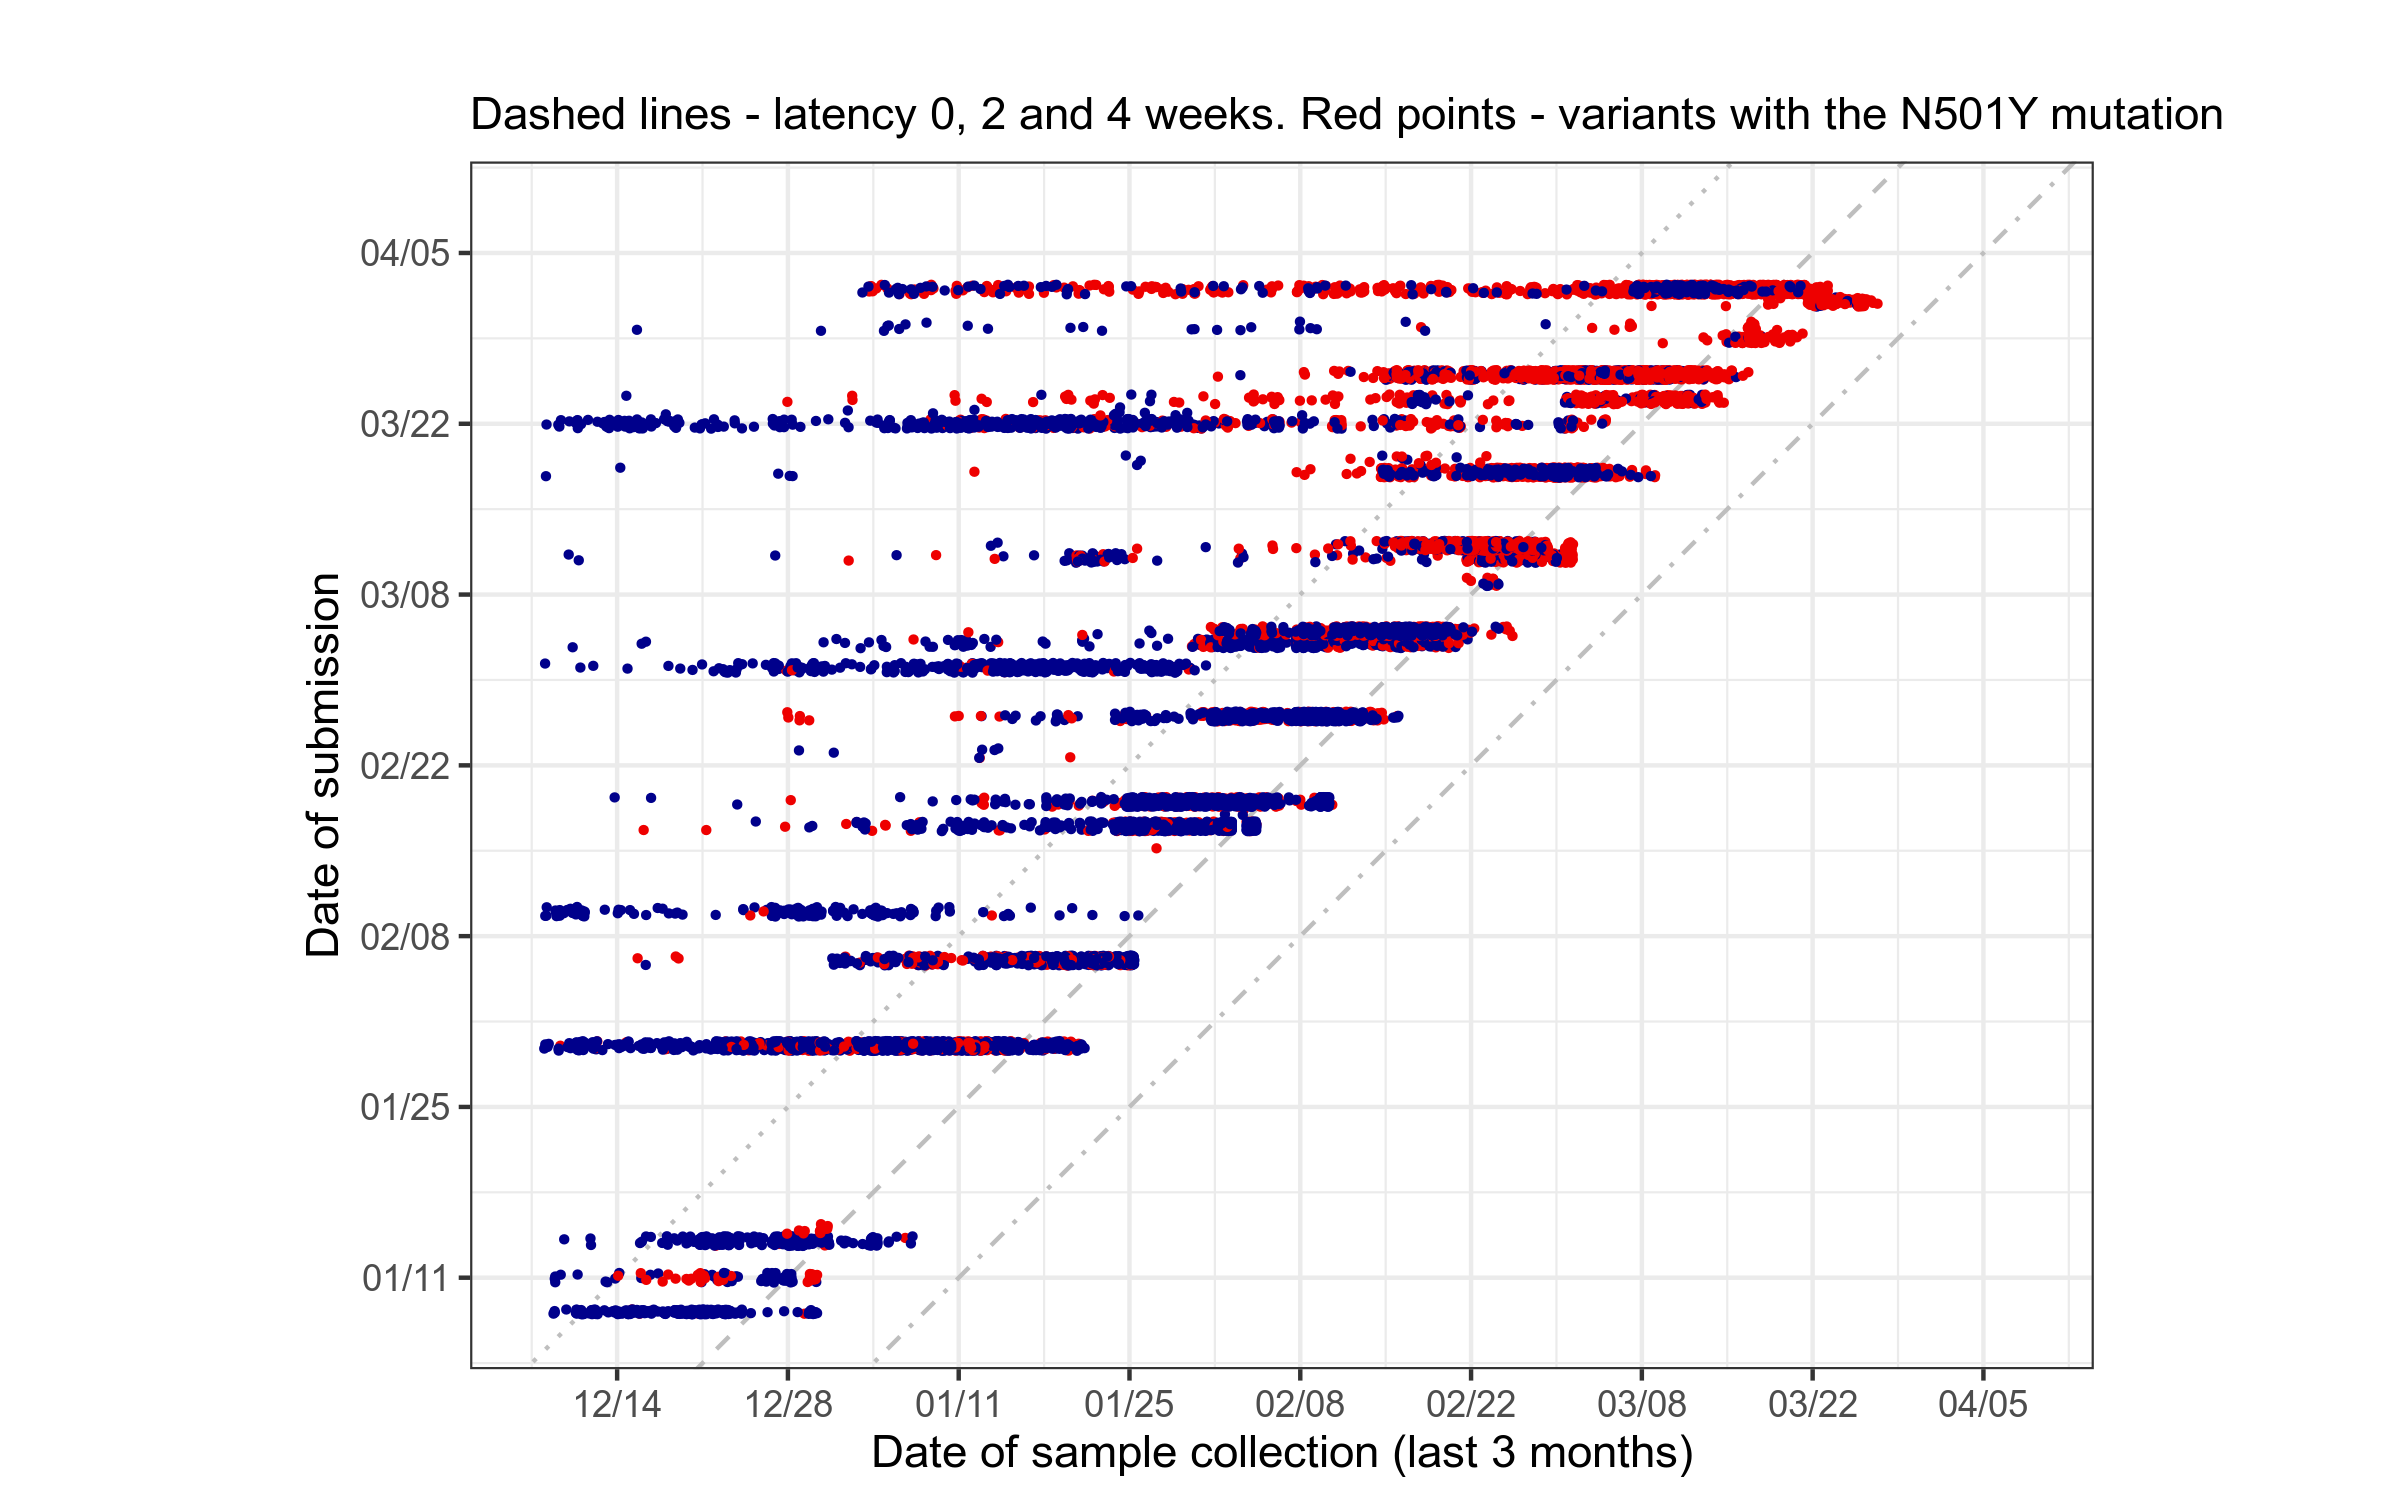 Dashed lines - latency 0, 2 and 4 weeks. Red points - variants with the N501Y mutation
Date of submission
04/05
03/22
03/08
02/22
02/08
01/25
01/11
12/14 12/28 01/11 01/25 02/08 02/22 03/08 03/22 04/05
Date of sample collection (last 3 months)